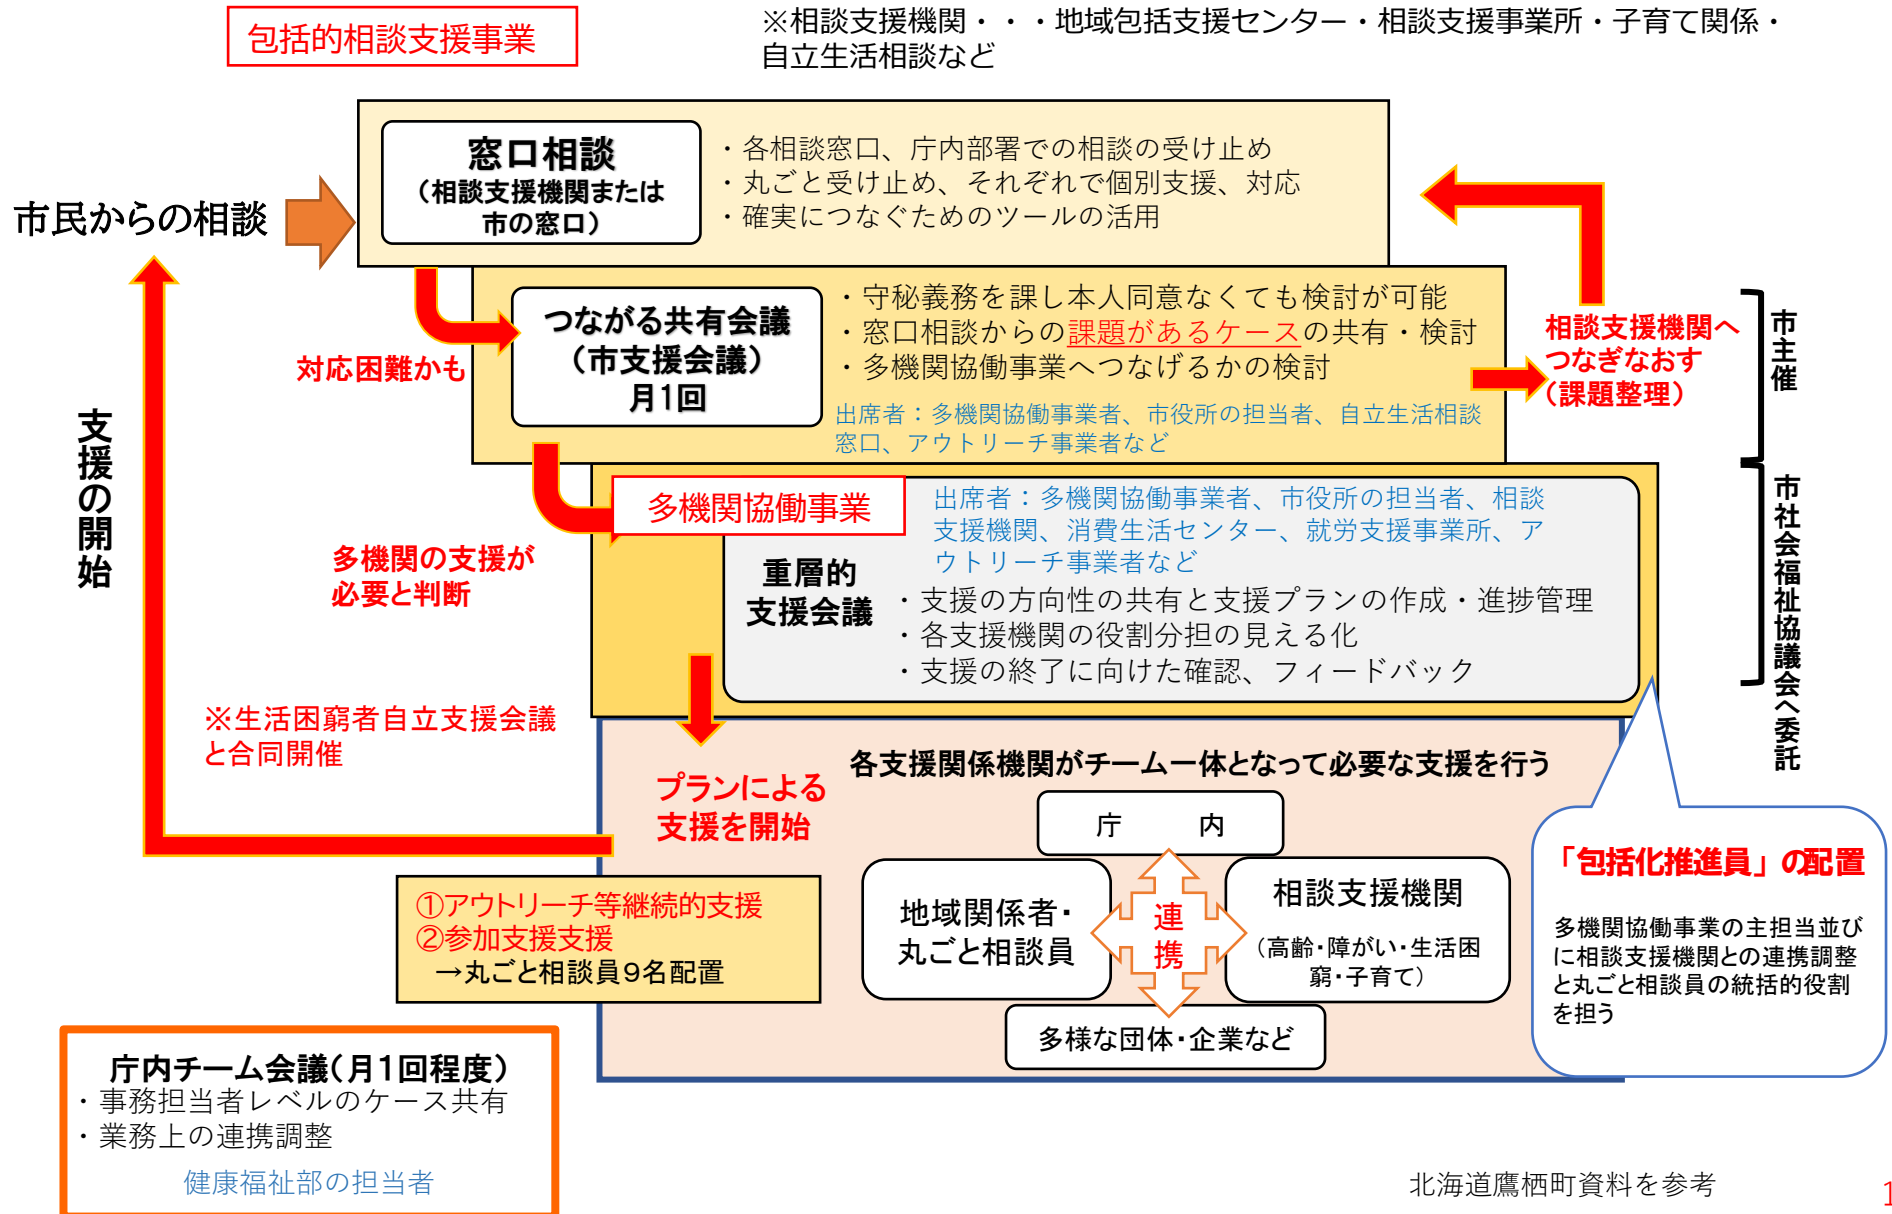 包括的相談支援事業
※相談支援機関・・・地域包括支援センター・相談支援事業所・子育て関係・
自立生活相談など
市民からの相談
窓口相談
（相談支援機関または
市の窓口）
・各相談窓口、庁内部署での相談の受け止め
・丸ごと受け止め、それぞれで個別支援、対応
・確実につなぐためのツールの活用
対応困難かも
つながる共有会議
（市支援会議）
月1回
・守秘義務を課し本人同意なくても検討が可能
・窓口相談からの課題があるケースの共有・検討
・多機関協働事業へつなげるかの検討
出席者：多機関協働事業者、市役所の担当者、自立生活相談
窓口、アウトリーチ事業者など
相談支援機関へ
つなぎなおす
（課題整理）
市主催
支援の開始
多機関の支援が
必要と判断
多機関協働事業
出席者：多機関協働事業者、市役所の担当者、相談
支援機関、消費生活センター、就労支援事業所、ア
ウトリーチ事業者など
重層的
支援会議
・支援の方向性の共有と支援プランの作成・進捗管理
・各支援機関の役割分担の見える化
・支援の終了に向けた確認、フィードバック
市社会福祉協議会へ委託
※生活困窮者自立支援会議
と合同開催
プランによる
支援を開始
各支援関係機関がチーム一体となって必要な支援を行う
庁　内
地域関係者・
丸ごと相談員
連
携
相談支援機関
（高齢・障がい・生活困
窮・子育て）
多様な団体・企業など
「包括化推進員」の配置
多機関協働事業の主担当並び
に相談支援機関との連携調整
と丸ごと相談員の統括的役割
を担う
①アウトリーチ等継続的支援
②参加支援支援
→丸ごと相談員９名配置
庁内チーム会議（月１回程度）
・事務担当者レベルのケース共有
・業務上の連携調整
健康福祉部の担当者
北海道鷹栖町資料を参考
1